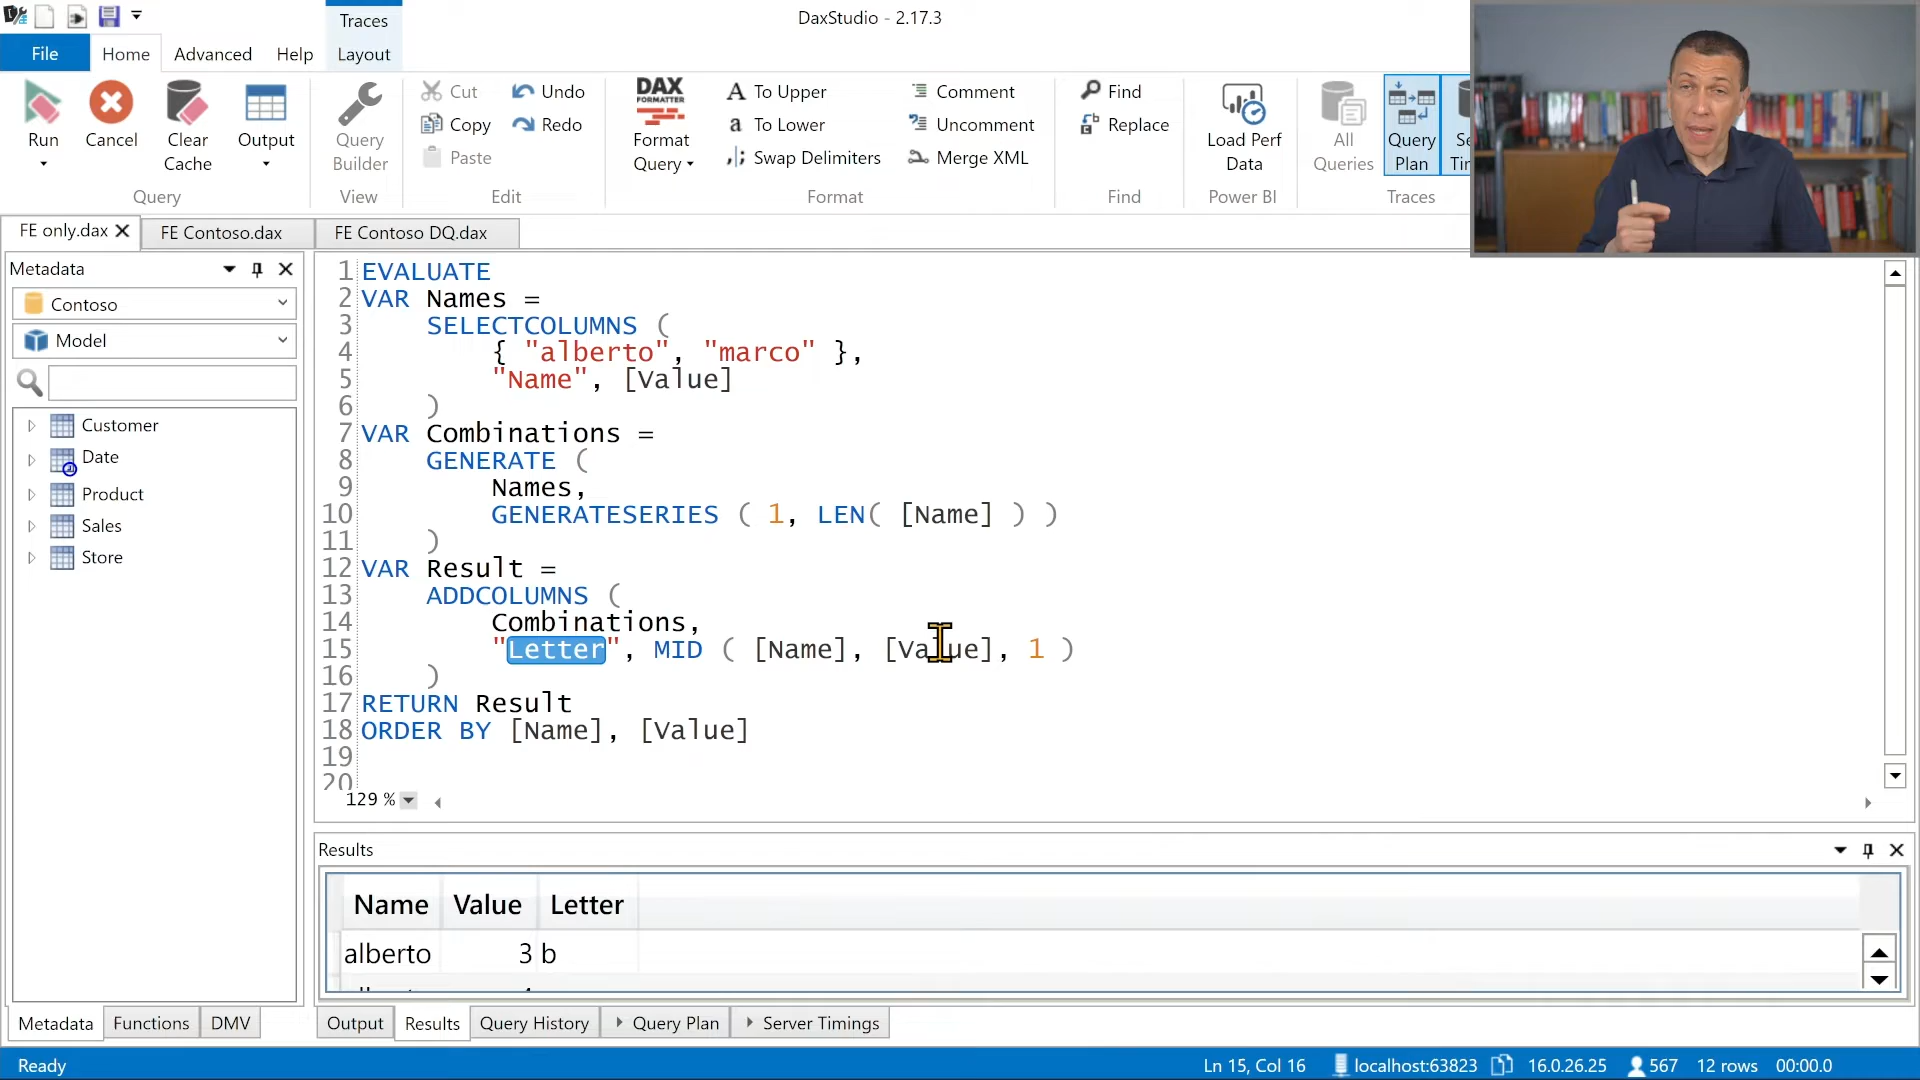 DaxStudio - 2.17.3
Traces
File Home Advanced Help Layout
Run
Cancel
Clear Cache
Output
Query
Query Builder
View
Cut
Copy
Paste
Undo
Redo
Edit
DAX FORMATTER
Format Query
To Upper
To Lower
Swap Delimiters
Comment
Uncomment
Merge XML
Format
Find
Replace
Find
Load Perf Data
Power BI
All Queries
Query Plan
Traces
FE only.dax
FE Contoso.dax
FE Contoso DQ.dax
Metadata
Contoso
Model
Customer
Date
Product
Sales
Store
1 EVALUATE
2 VAR Names =
3 SELECTCOLUMNS (
4 { "alberto", "marco" },
5 "Name", [Value]
6 )
7 VAR Combinations =
8 GENERATE (
9 Names,
10 GENERATESERIES ( 1, LEN( [Name] ) )
11 )
12 VAR Result =
13 ADDCOLUMNS (
14 Combinations,
15 "Letter", MID ( [Name], [Value], 1 )
16 )
17 RETURN Result
18 ORDER BY [Name], [Value]
19
20
129 %
Results
Name Value Letter
alberto 3 b
Metadata Functions DMV
Output Results Query History Query Plan Server Timings
Ready
Ln 15, Col 16 localhost:63823 16.0.26.25 567 12 rows 00:00.0